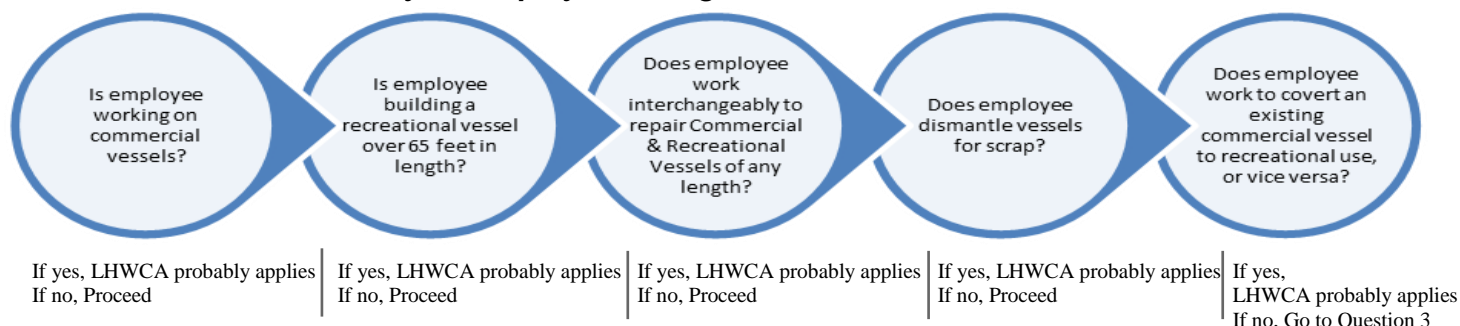 Is employee
working on
commercial
vessels?
Is employee
building a
recreational vessel
over 65 feet in
length?
Does employee
work
interchangeably to
repair Commercial
& Recreational
Vessels of any
length?
Does employee
dismantle vessels
for scrap?
Does employee
work to covert an
existing
commercial vessel
to recreational use,
or vice versa?
If yes, LHWCA probably applies
If no, Proceed
If yes, LHWCA probably applies
If no, Proceed
If yes, LHWCA probably applies
If no, Proceed
If yes, LHWCA probably applies
If no, Proceed
If yes,
LHWCA probably applies
If no, Go to Question 3